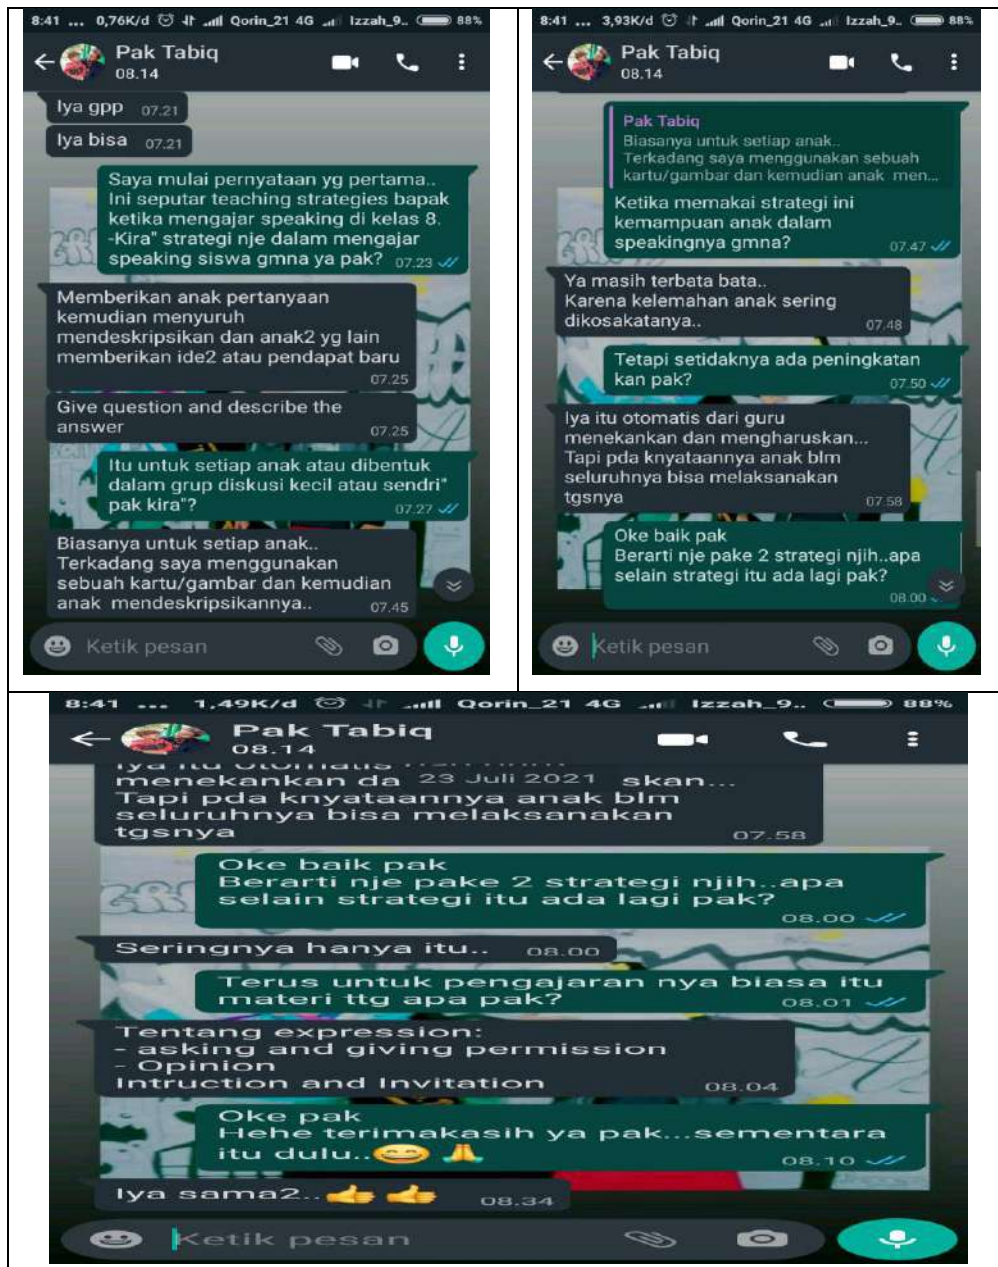 8:41 ... 0,76K/d Qorin_21 4G Izzah_9.. 88%
Pak Tabiq
08.14
Iya gpp 07.21
Iya bisa 07.21
Saya mulai pernyataan yg pertama..
Ini seputar teaching strategies bapak
ketika mengajar speaking di kelas 8.
-Kira" strategi nje dalam mengajar
speaking siswa gmna ya pak? 07.23
Memberikan anak pertanyaan
kemudian menyuruh
mendeskripsikan dan anak2 yg lain
memberikan ide2 atau pendapat baru
07.25
Give question and describe the
answer 07.25
Itu untuk setiap anak atau dibentuk
dalam grup diskusi kecil atau sendri"
pak kira"? 07.27
Biasanya untuk setiap anak..
Terkadang saya menggunakan
sebuah kartu/gambar dan kemudian
anak mendeskripsikannya.. 07.45
Ketik pesan
8:41 ... 3,93K/d Qorin_21 4G Izzah_9.. 88%
Pak Tabiq
08.14
Pak Tabiq
Biasanya untuk setiap anak..
Terkadang saya menggunakan sebuah
kartu/gambar dan kemudian anak men...
Ketika memakai strategi ini
kemampuan anak dalam
speakingnya gmna? 07.47
Ya masih terbata bata..
Karena kelemahan anak sering
dikosakatanya.. 07.48
Tetapi setidaknya ada peningkatan
kan pak? 07.50
Iya itu otomatis dari guru
menekankan dan mengharuskan...
Tapi pda knyataannya anak blm
seluruhnya bisa melaksanakan
tgsnya 07.58
Oke baik pak
Berarti nje pake 2 strategi njih..apa
selain strategi itu ada lagi pak?
08.00
Ketik pesan
8:41 ... 1,49K/d Qorin_21 4G Izzah_9.. 88%
Pak Tabiq
08.14
Iya itu otomatis
menekankan da 23 Juli 2021 skan...
Tapi pda knyataannya anak blm
seluruhnya bisa melaksanakan
tgsnya 07.58
Oke baik pak
Berarti nje pake 2 strategi njih..apa
selain strategi itu ada lagi pak?
08.00
Seringnya hanya itu.. 08.00
Terus untuk pengajaran nya biasa itu
materi ttg apa pak? 08.01
Tentang expression:
- asking and giving permission
- Opinion
Intruction and Invitation 08.04
Oke pak
Hehe terimakasih ya pak...sementara
itu dulu..😄 🙏 08.10
Iya sama2..👍 👍 08.34
Ketik pesan